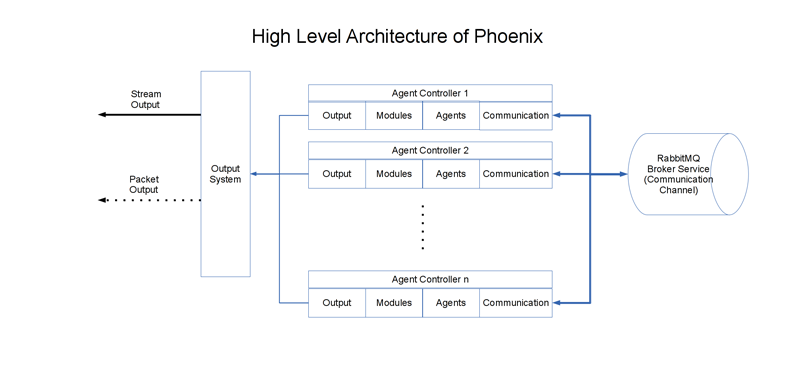 High Level Architecture of Phoenix
Stream
Output
Packet
Output
Output
System
Agent Controller 1
Output Modules Agents Communication
Agent Controller 2
Output Modules Agents Communication
Agent Controller n
Output Modules Agents Communication
RabbitMQ
Broker Service
(Communication
Channel)